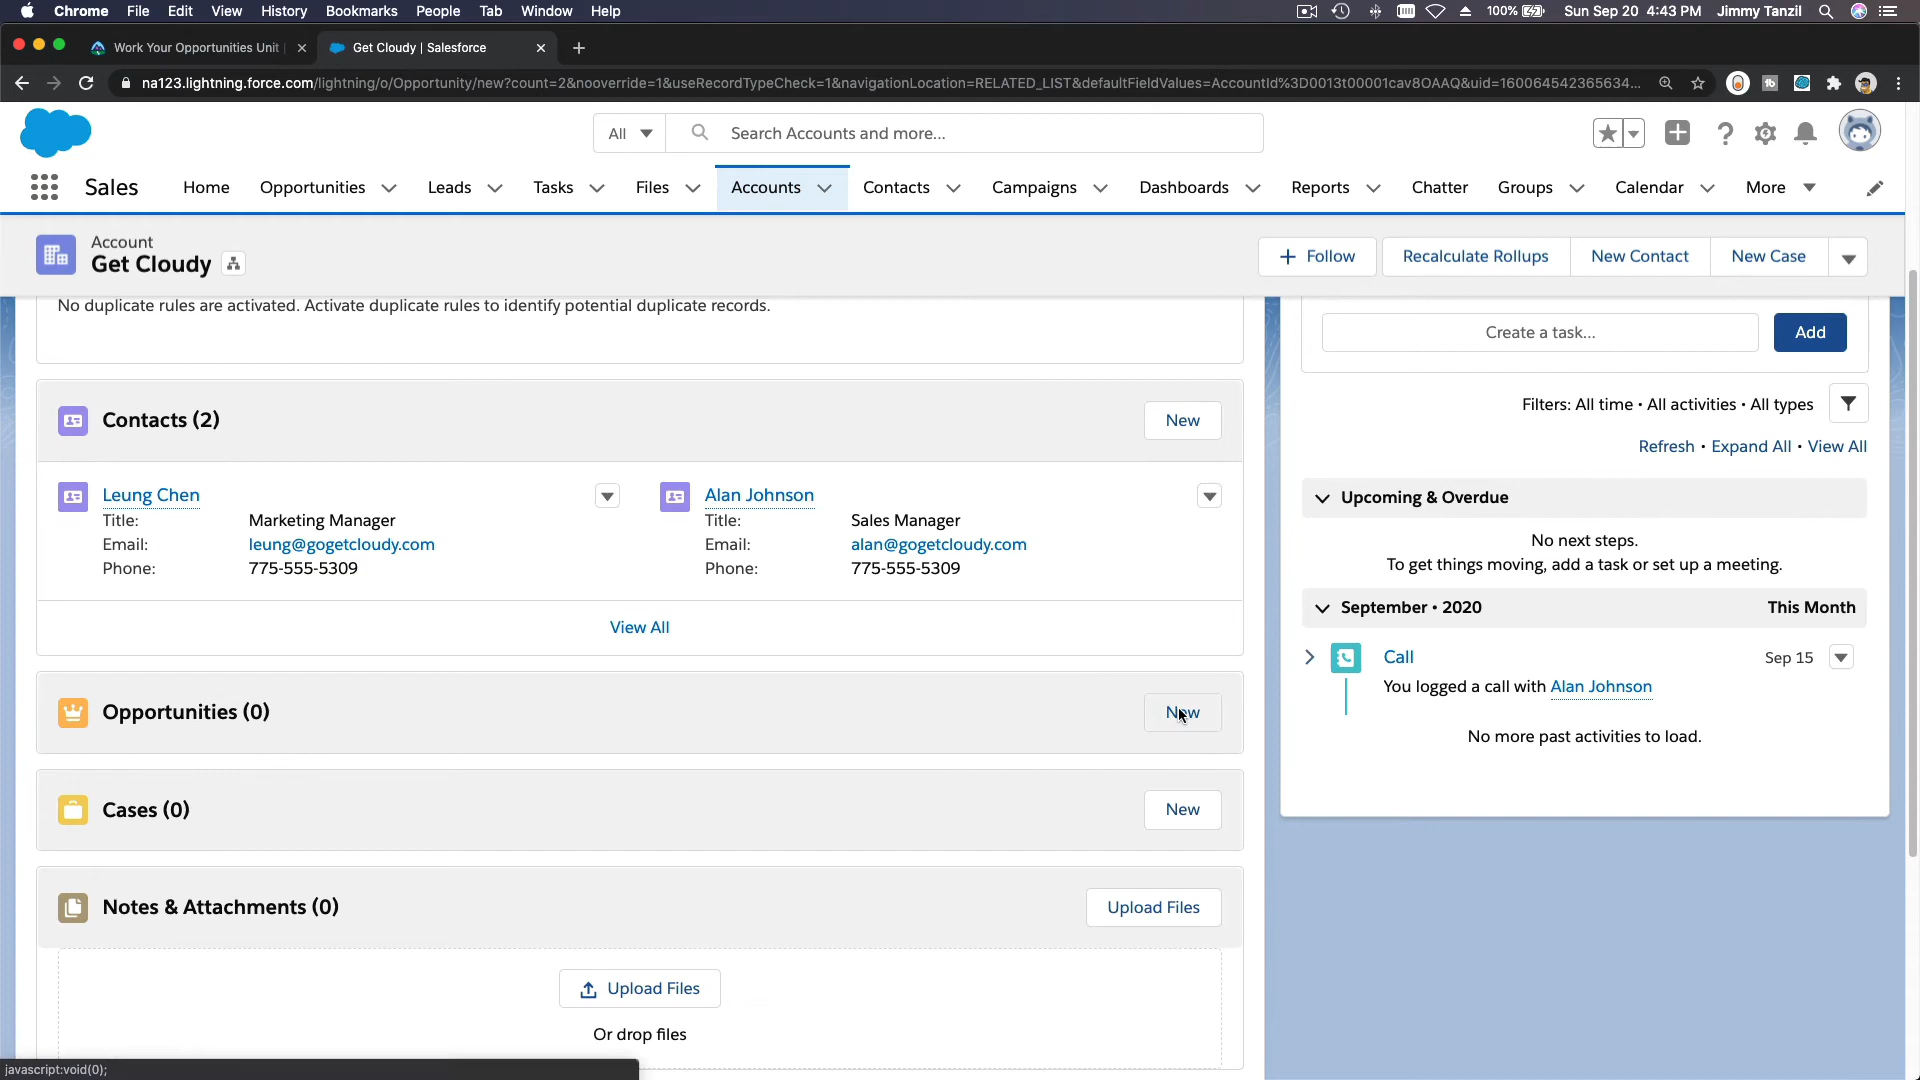 Chrome File Edit View History Bookmarks People Tab Window Help 100% Sun Sep 20 4:43 PM Jimmy Tanzil
Work Your Opportunities Unit Get Cloudy | Salesforce
na123.lightning.force.com/lightning/o/Opportunity/new?count=2&nooverride=1&useRecordTypeCheck=1&navigationLocation=RELATED_LIST&defaultFieldValues=AccountId%3D0013t00001cav8OAAQ&uid=160064542365634...
All Search Accounts and more...
Sales Home Opportunities Leads Tasks Files Accounts Contacts Campaigns Dashboards Reports Chatter Groups Calendar More
Account
Get Cloudy
Follow Recalculate Rollups New Contact New Case
No duplicate rules are activated. Activate duplicate rules to identify potential duplicate records.
Contacts (2) New
Leung Chen
Title: Marketing Manager
Email: leung@gogetcloudy.com
Phone: 775-555-5309
Alan Johnson
Title: Sales Manager
Email: alan@gogetcloudy.com
Phone: 775-555-5309
View All
Opportunities (0) New
Cases (0) New
Notes & Attachments (0) Upload Files
Upload Files
Or drop files
Create a task... Add
Filters: All time • All activities • All types
Refresh • Expand All • View All
Upcoming & Overdue
No next steps.
To get things moving, add a task or set up a meeting.
September • 2020 This Month
Call Sep 15
You logged a call with Alan Johnson
No more past activities to load.
javascript:void(0);